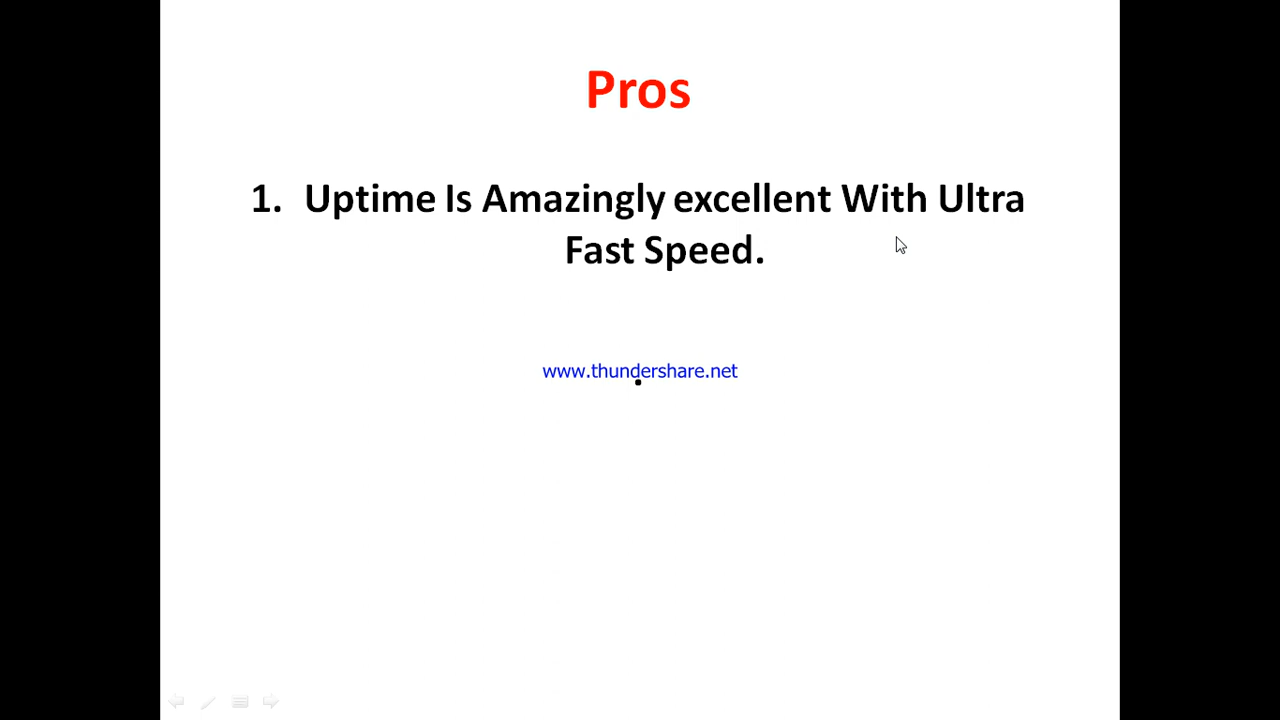 Pros
1. Uptime Is Amazingly excellent With Ultra
Fast Speed.
www.thundershare.net